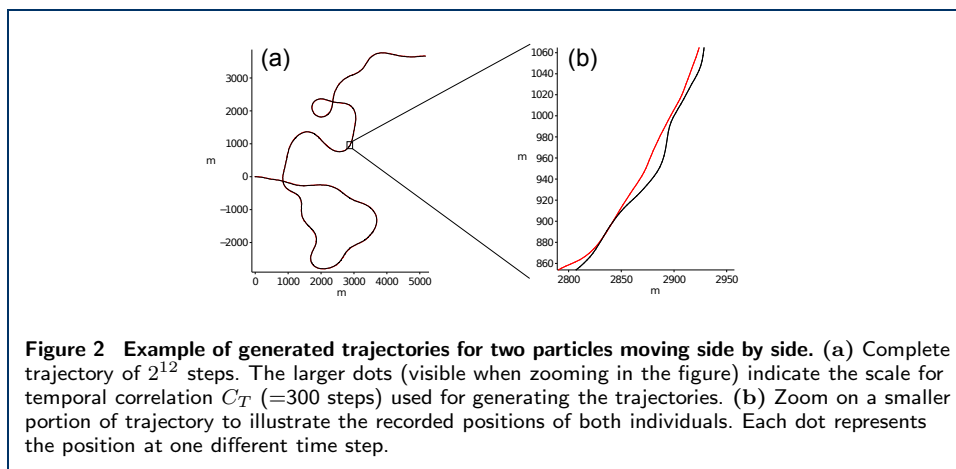 (a)
3000
2000
1000
m
0
−1000
−2000
0 1000 2000 3000 4000 5000
m
(b)
1060
1040
1020
1000
980
m
960
940
920
900
880
860
2800 2850 2900 2950
m
Figure 2 Example of generated trajectories for two particles moving side by side. (a) Complete
trajectory of 2^12 steps. The larger dots (visible when zooming in the figure) indicate the scale for
temporal correlation C_T (=300 steps) used for generating the trajectories. (b) Zoom on a smaller
portion of trajectory to illustrate the recorded positions of both individuals. Each dot represents
the position at one different time step.